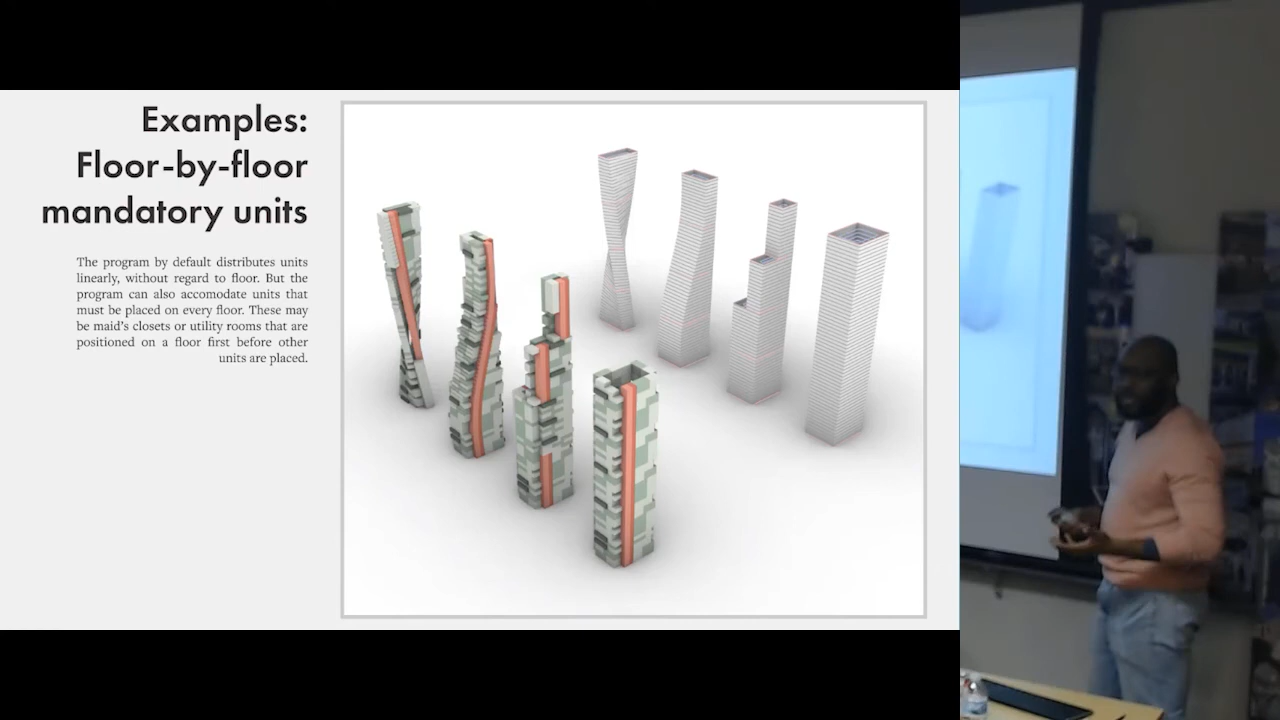 Examples:
Floor-by-floor
mandatory units
The program by default distributes units
linearly, without regard to floor. But the
program can also accomodate units that
must be placed on every floor. These may
be maid's closets or utility rooms that are
positioned on a floor first before other
units are placed.